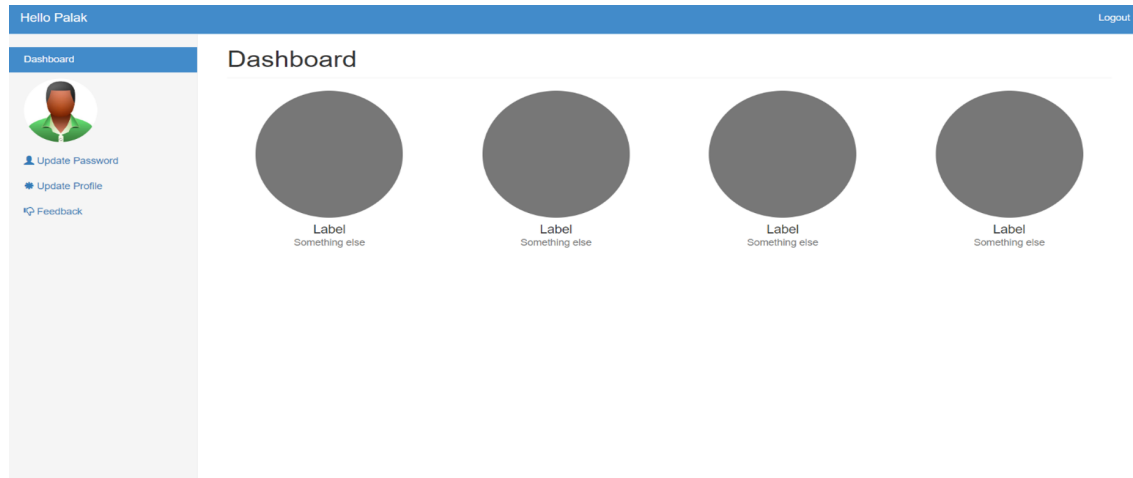 Hello Palak
Logout
Dashboard
Dashboard
Update Password
Update Profile
Feedback
Label
Something else
Label
Something else
Label
Something else
Label
Something else